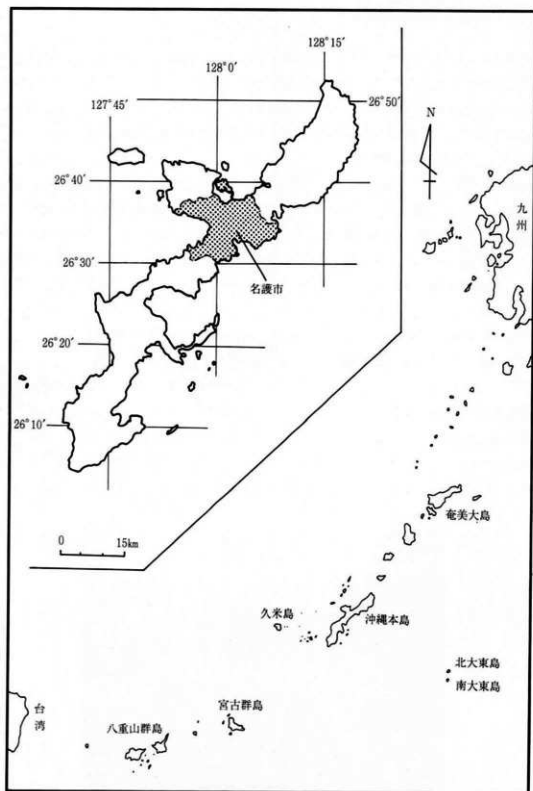 128°15′
128°0′
127°45′
26°50′
N
26°40′
九州
26°30′
名護市
26°20′
26°10′
0 15km
奄美大島
久米島
沖縄本島
北大東島
南大東島
宮古群島
台湾
八重山群島